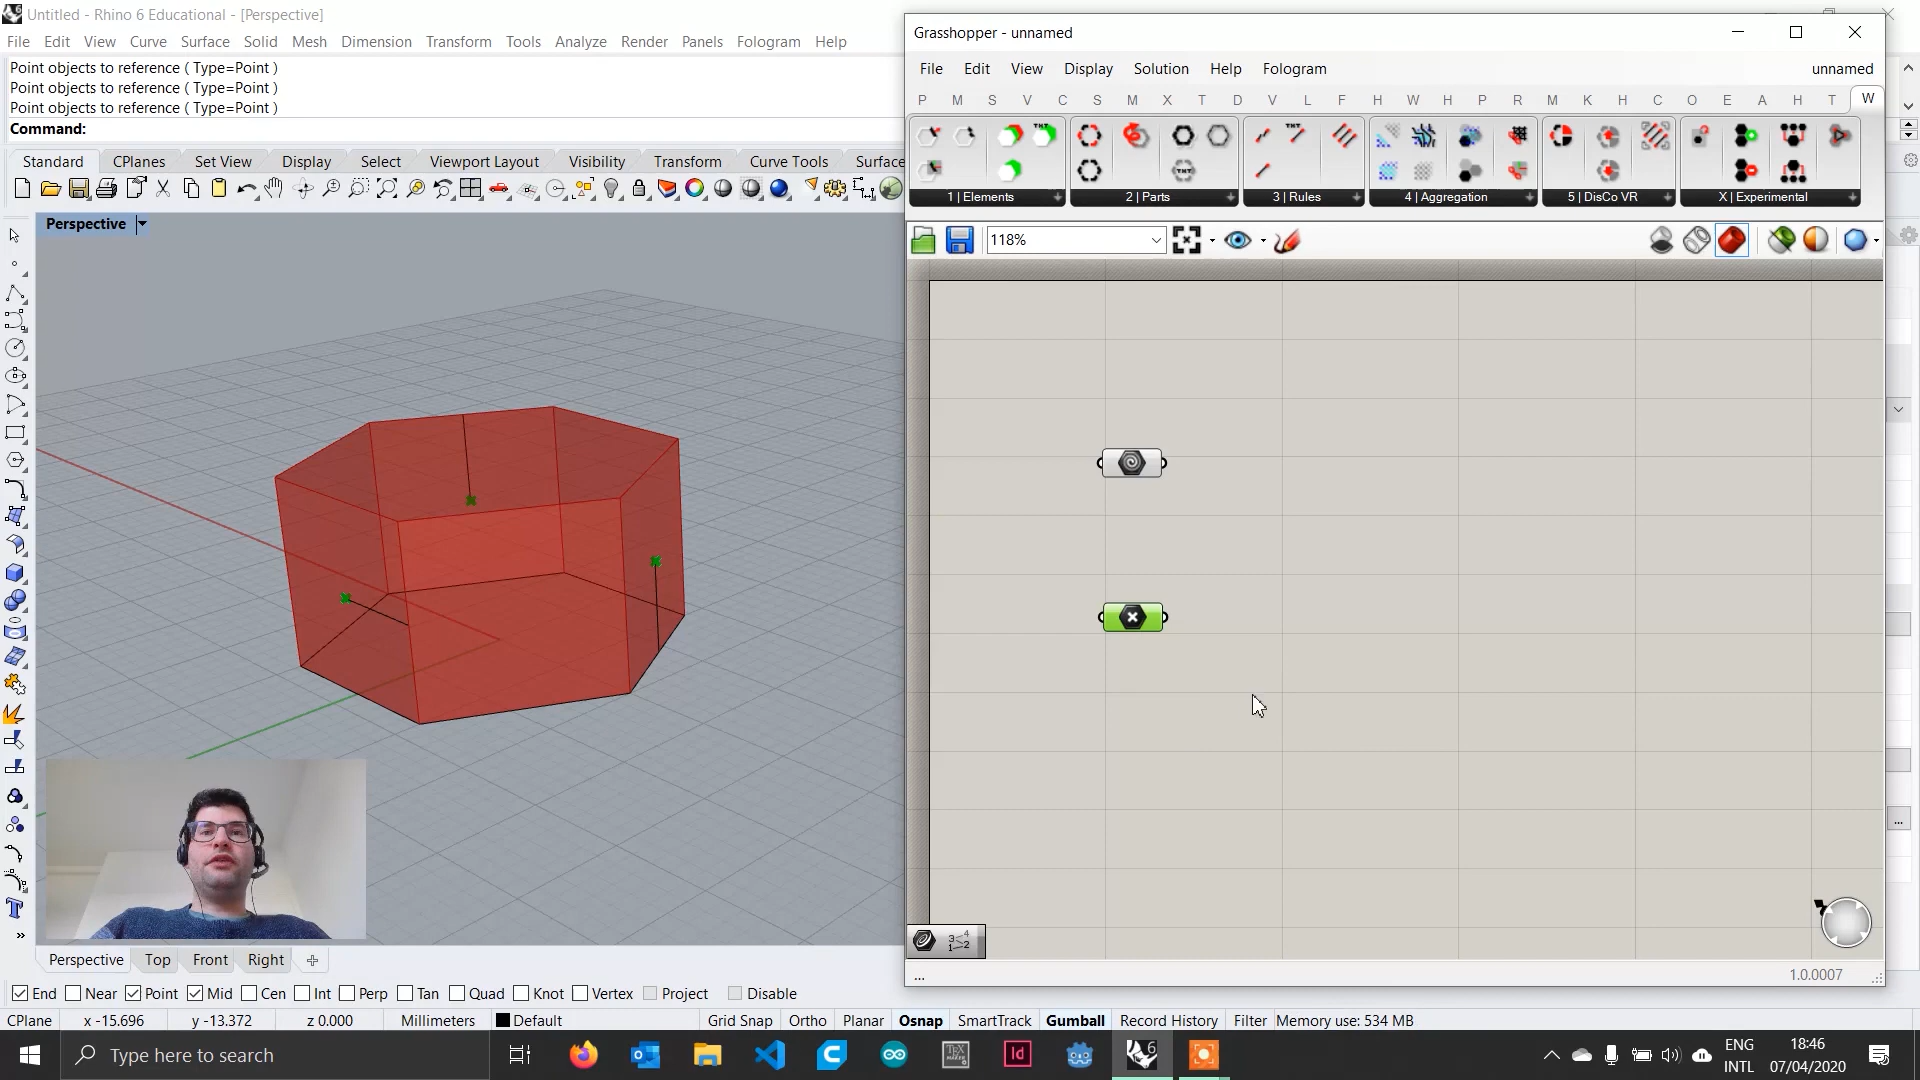 Untitled - Rhino 6 Educational - [Perspective]
File Edit View Curve Surface Solid Mesh Dimension Transform Tools Analyze Render Panels Fologram Help
Point objects to reference ( Type=Point )
Point objects to reference ( Type=Point )
Point objects to reference ( Type=Point )
Command:
Standard CPlanes Set View Display Select Viewport Layout Visibility Transform Curve Tools Surface
Perspective
Grasshopper - unnamed
File Edit View Display Solution Help Fologram unnamed
P M S V C S M X T D V L F H W H P R M K H C O E A H T W
1 | Elements 2 | Parts 3 | Rules 4 | Aggregation 5 | DisCo VR X | Experimental
118%
... 1.0.0007
Perspective Top Front Right
End Near Point Mid Cen Int Perp Tan Quad Knot Vertex Project Disable
CPlane x -15.696 y -13.372 z 0.000 Millimeters Default Grid Snap Ortho Planar Osnap SmartTrack Gumball Record History Filter Memory use: 534 MB
Type here to search
ENG
INTL
18:46
07/04/2020